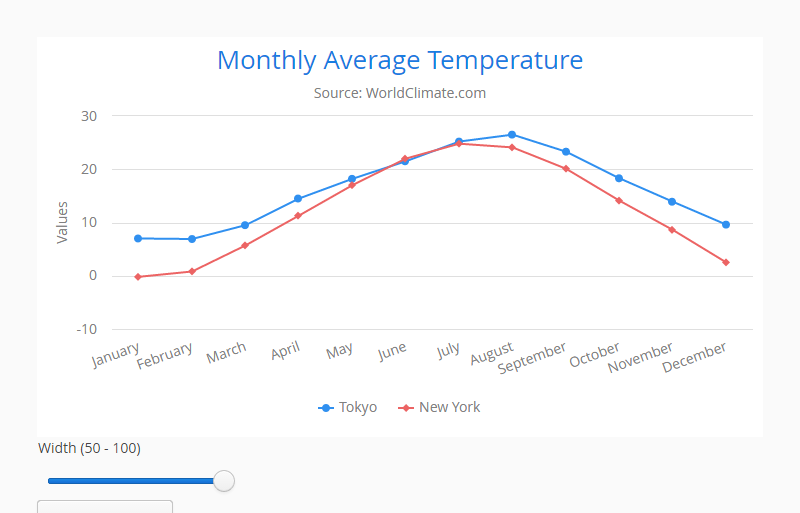 Monthly Average Temperature
Source: WorldClimate.com
30
20
10
0
-10
Values
January
February
March
April
May
June
July
August
September
October
November
December
Tokyo
New York
Width (50 - 100)